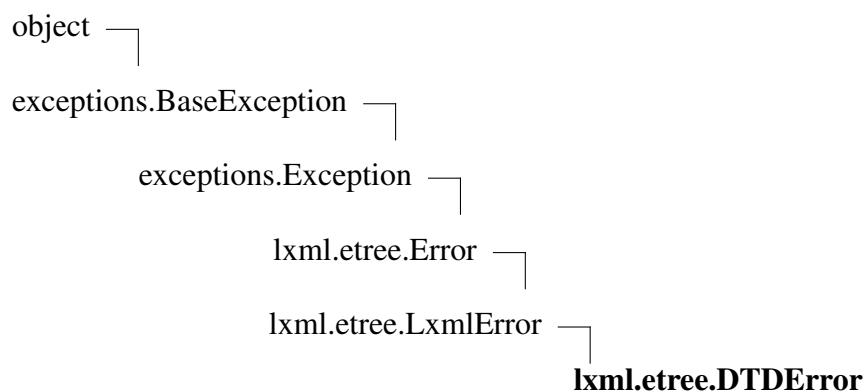 object
exceptions.BaseException
exceptions.Exception
lxml.etree.Error
lxml.etree.LxmlError
lxml.etree.DTDError